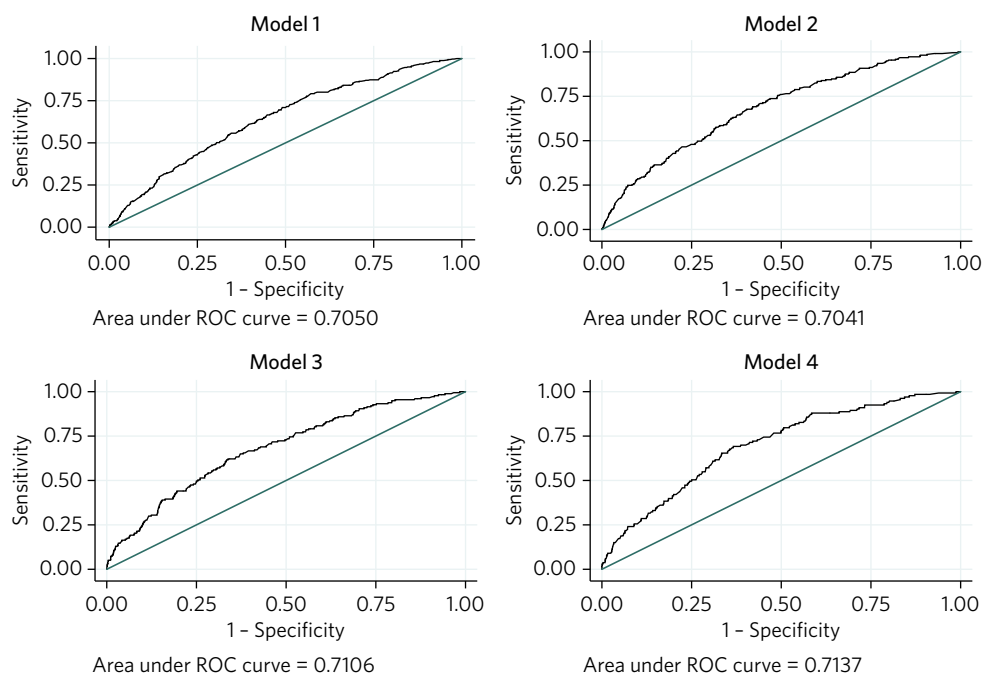 Model 1
1.00
0.75
0.50
0.25
0.00
Sensitivity
0.00 0.25 0.50 0.75 1.00
1 – Specificity
Area under ROC curve = 0.7050
Model 2
1.00
0.75
0.50
0.25
0.00
Sensitivity
0.00 0.25 0.50 0.75 1.00
1 – Specificity
Area under ROC curve = 0.7041
Model 3
1.00
0.75
0.50
0.25
0.00
Sensitivity
0.00 0.25 0.50 0.75 1.00
1 – Specificity
Area under ROC curve = 0.7106
Model 4
1.00
0.75
0.50
0.25
0.00
Sensitivity
0.00 0.25 0.50 0.75 1.00
1 – Specificity
Area under ROC curve = 0.7137